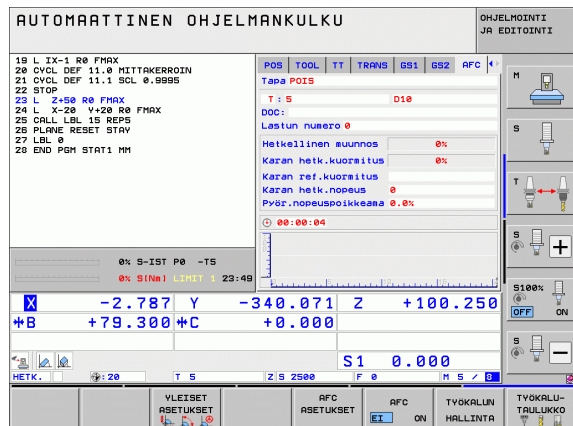 AUTOMAATTINEN OHJELMANKULKU
OHJELMOINTI
JA EDITOINTI
19 L IX-1 R0 FMAX
20 CYCL DEF 11.0 MITTAKERROIN
21 CYCL DEF 11.1 SCL 0.9995
22 STOP
23 L Z+50 R0 FMAX
24 L X-20 Y+20 R0 FMAX
25 CALL LBL 15 REP5
26 PLANE RESET STAY
27 LBL 0
28 END PGM STAT1 MM
POS TOOL TT TRANS GS1 GS2 AFC
Tapa POIS
T : 5 D10
DOC:
Lastun numero 0
Hetkellinen muunnos 0%
Karan hetk.kuormitus 0%
Karan ref.kuormitus
Karan hetk.nopeus 0
Pyör.nopeuspoikkeama 0.0%
00:00:04
0% S-IST P0 -T5
0% S[Nm] LIMIT 1 23:49
X -2.787 Y -340.071 Z +100.250
B +79.300 C +0.000
S1 0.000
HETK. : 20 T 5 Z S 2500 F 0 M 5 / 8
M
S
T
S
S100%
OFF ON
S
YLEISET
ASETUKSET
AFC
ASETUKSET
AFC
EI ON
TYÖKALUN
HALLINTA
TYÖKALU-
TAULUKKO